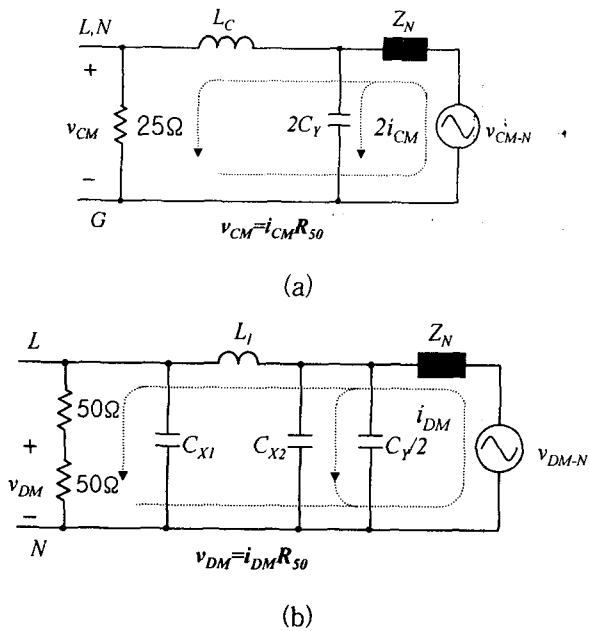 L,N
L_C
Z_N
+
v_CM
25Ω
2C_Y
2i_CM
v_CM-N
−
G
v_CM=i_CM R_50
(a)
L
L_l
Z_N
50Ω
+
v_DM
50Ω
C_X1
C_X2
C_Y/2
i_DM
v_DM-N
−
N
v_DM=i_DM R_50
(b)